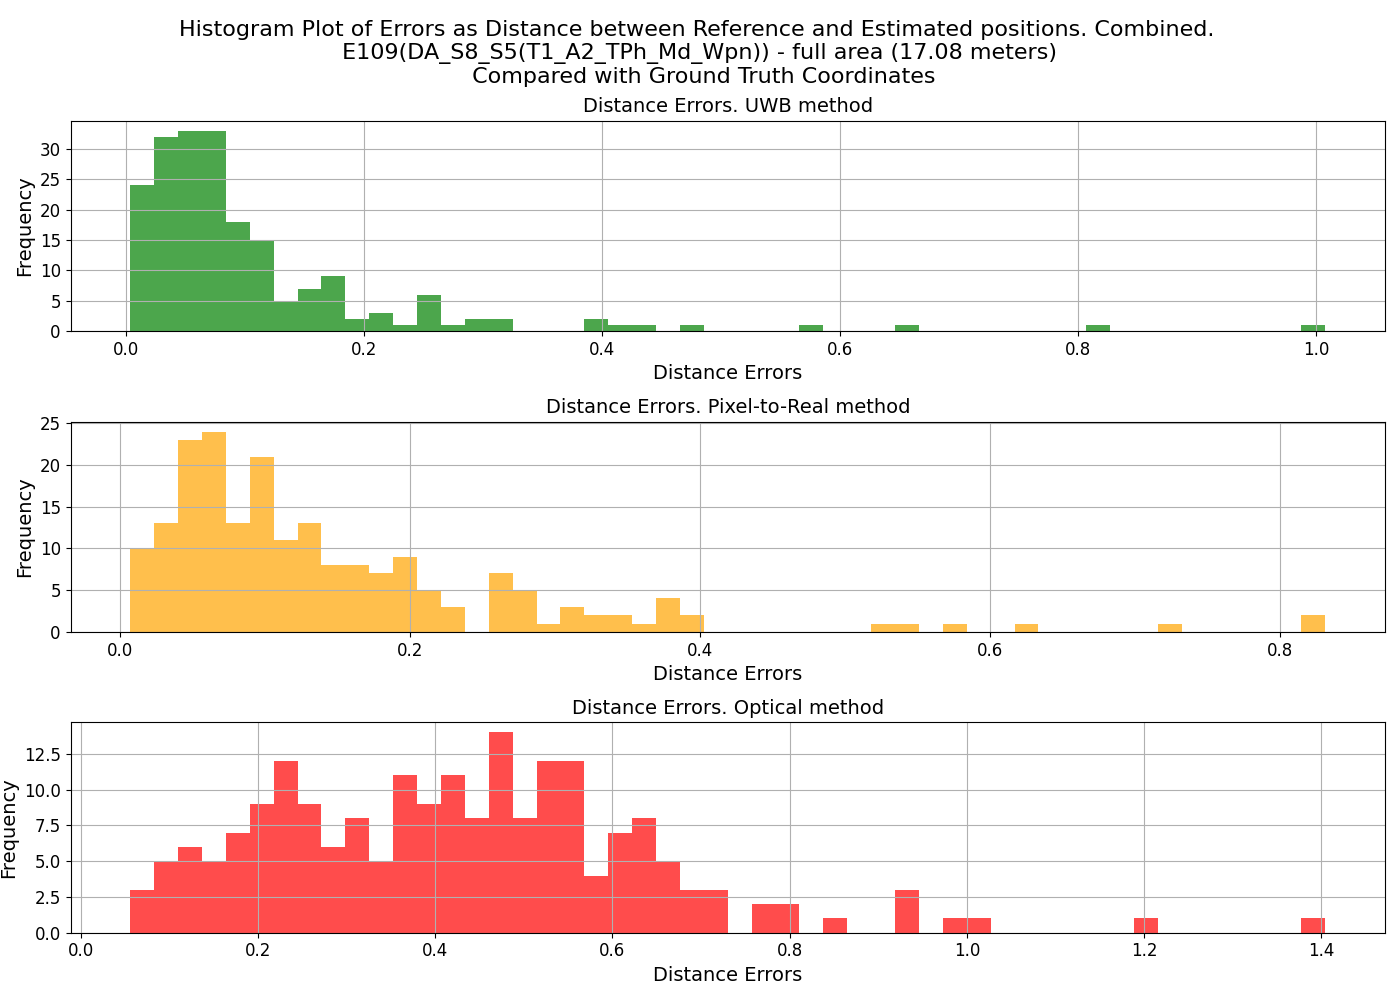 Histogram Plot of Errors as Distance between Reference and Estimated positions. Combined.
E109(DA_S8_S5(T1_A2_TPh_Md_Wpn)) - full area (17.08 meters)
Compared with Ground Truth Coordinates
Distance Errors. UWB method
Frequency
30
25
20
15
10
5
0
0.0 0.2 0.4 0.6 0.8 1.0
Distance Errors
Distance Errors. Pixel-to-Real method
Frequency
25
20
15
10
5
0
0.0 0.2 0.4 0.6 0.8
Distance Errors
Distance Errors. Optical method
Frequency
12.5
10.0
7.5
5.0
2.5
0.0
0.0 0.2 0.4 0.6 0.8 1.0 1.2 1.4
Distance Errors